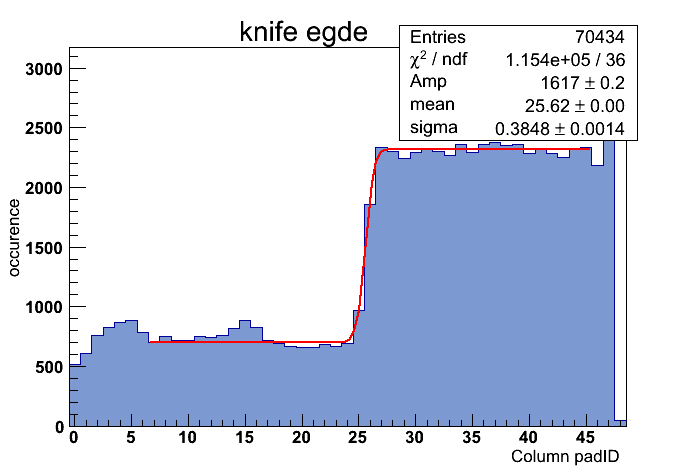 knife egde
Entries 70434
χ² / ndf 1.154e+05 / 36
Amp 1617 ± 0.2
mean 25.62 ± 0.00
sigma 0.3848 ± 0.0014
3000
2500
2000
1500
1000
500
0
occurence
0 5 10 15 20 25 30 35 40 45
Column padID